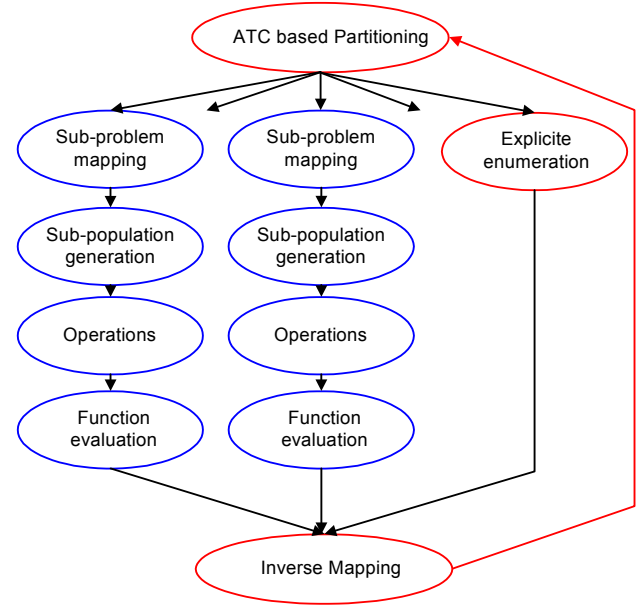 ATC based Partitioning
Sub-problem
mapping
Sub-problem
mapping
Explicite
enumeration
Sub-population
generation
Sub-population
generation
Operations
Operations
Function
evaluation
Function
evaluation
Inverse Mapping